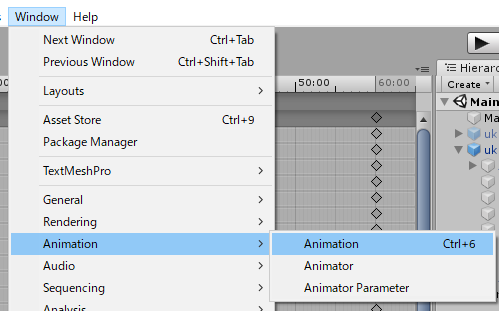 Window Help
Next Window Ctrl+Tab
Previous Window Ctrl+Shift+Tab
Layouts
Asset Store Ctrl+9
Package Manager
TextMeshPro
General
Rendering
Animation
Audio
Sequencing
Animation Ctrl+6
Animator
Animator Parameter
50:00 60:00
Hierar
Create
Main
Ma
uk
uk